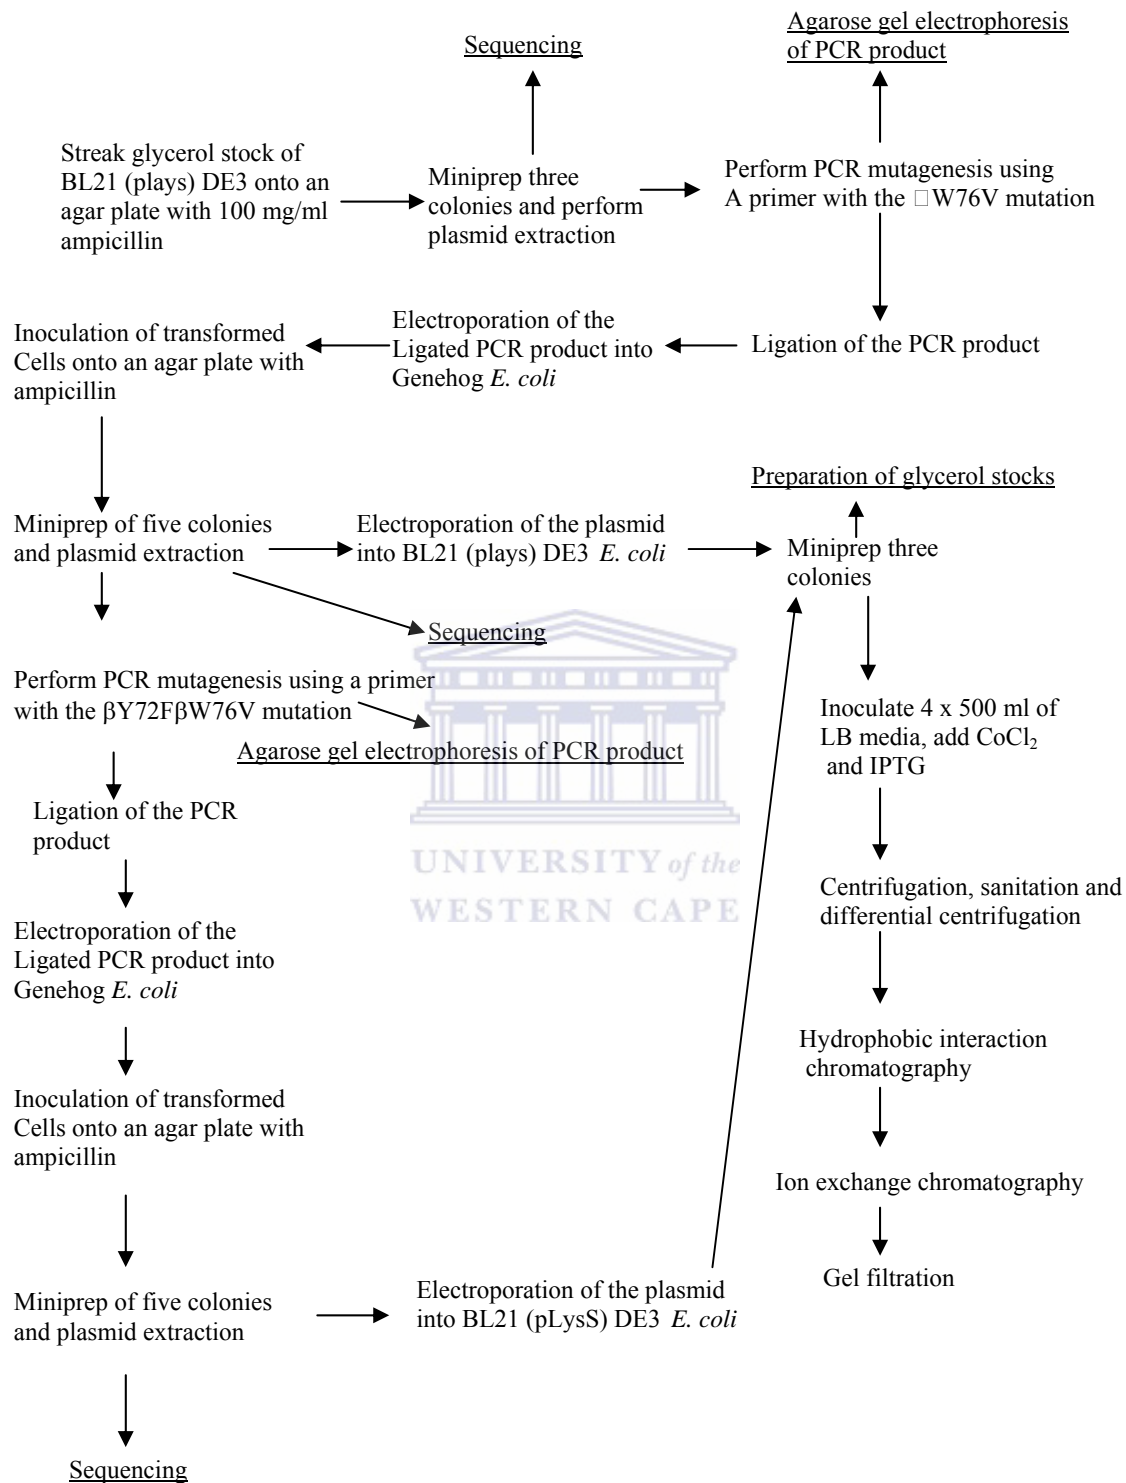 Sequencing
Agarose gel electrophoresis
of PCR product
Streak glycerol stock of
BL21 (plays) DE3 onto an
agar plate with 100 mg/ml
ampicillin
Miniprep three
colonies and perform
plasmid extraction
Perform PCR mutagenesis using
A primer with the □W76V mutation
Inoculation of transformed
Cells onto an agar plate with
ampicillin
Electroporation of the
Ligated PCR product into
Genehog E. coli
Ligation of the PCR product
Preparation of glycerol stocks
Miniprep of five colonies
and plasmid extraction
Electroporation of the plasmid
into BL21 (plays) DE3 E. coli
Miniprep three
colonies
Sequencing
Perform PCR mutagenesis using a primer
with the βY72FβW76V mutation
Agarose gel electrophoresis of PCR product
Inoculate 4 x 500 ml of
LB media, add CoCl₂
and IPTG
Ligation of the PCR
product
UNIVERSITY of the
WESTERN CAPE
Centrifugation, sanitation and
differential centrifugation
Electroporation of the
Ligated PCR product into
Genehog E. coli
Hydrophobic interaction
chromatography
Inoculation of transformed
Cells onto an agar plate with
ampicillin
Ion exchange chromatography
Gel filtration
Miniprep of five colonies
and plasmid extraction
Electroporation of the plasmid
into BL21 (pLysS) DE3 E. coli
Sequencing